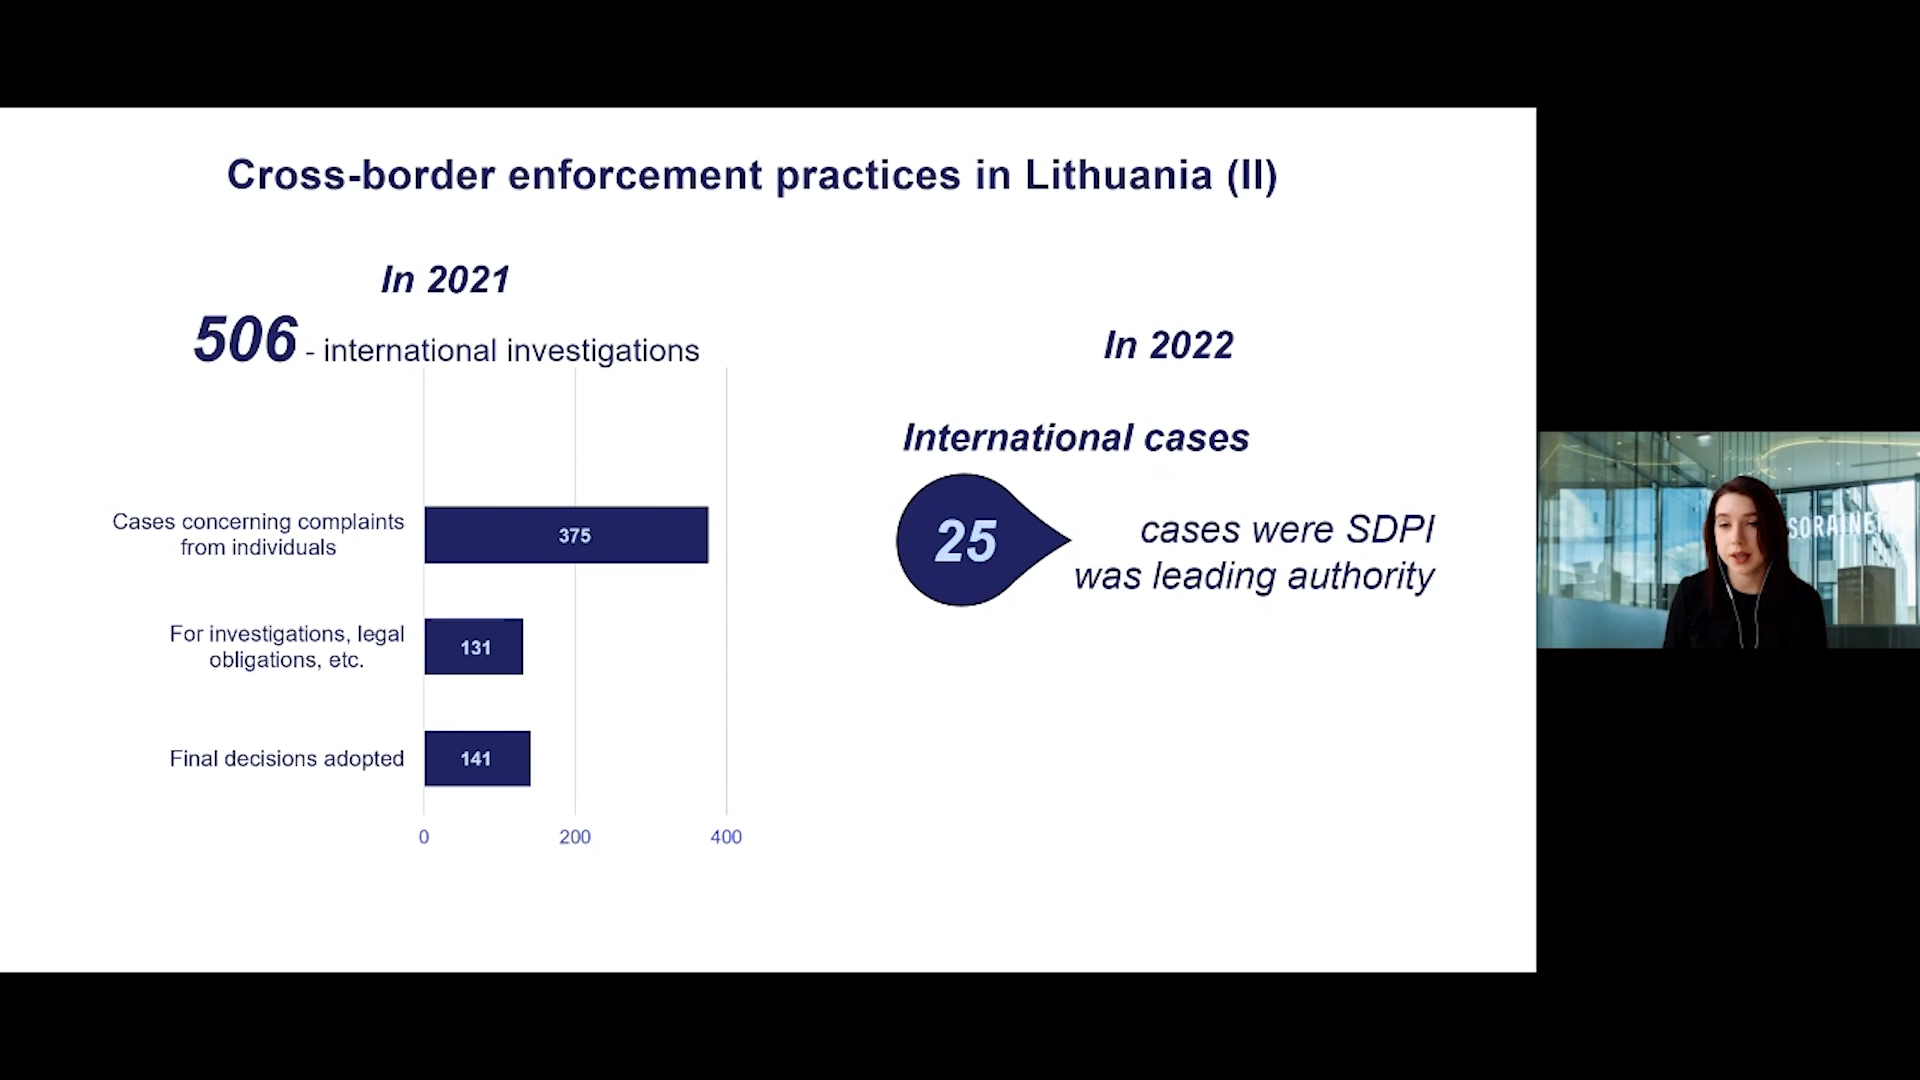 Cross-border enforcement practices in Lithuania (II)
In 2021
506 - international investigations
Cases concerning complaints
from individuals
375
For investigations, legal
obligations, etc.
131
Final decisions adopted
141
0 200 400
In 2022
International cases
25
cases were SDPI
was leading authority
SORAINE